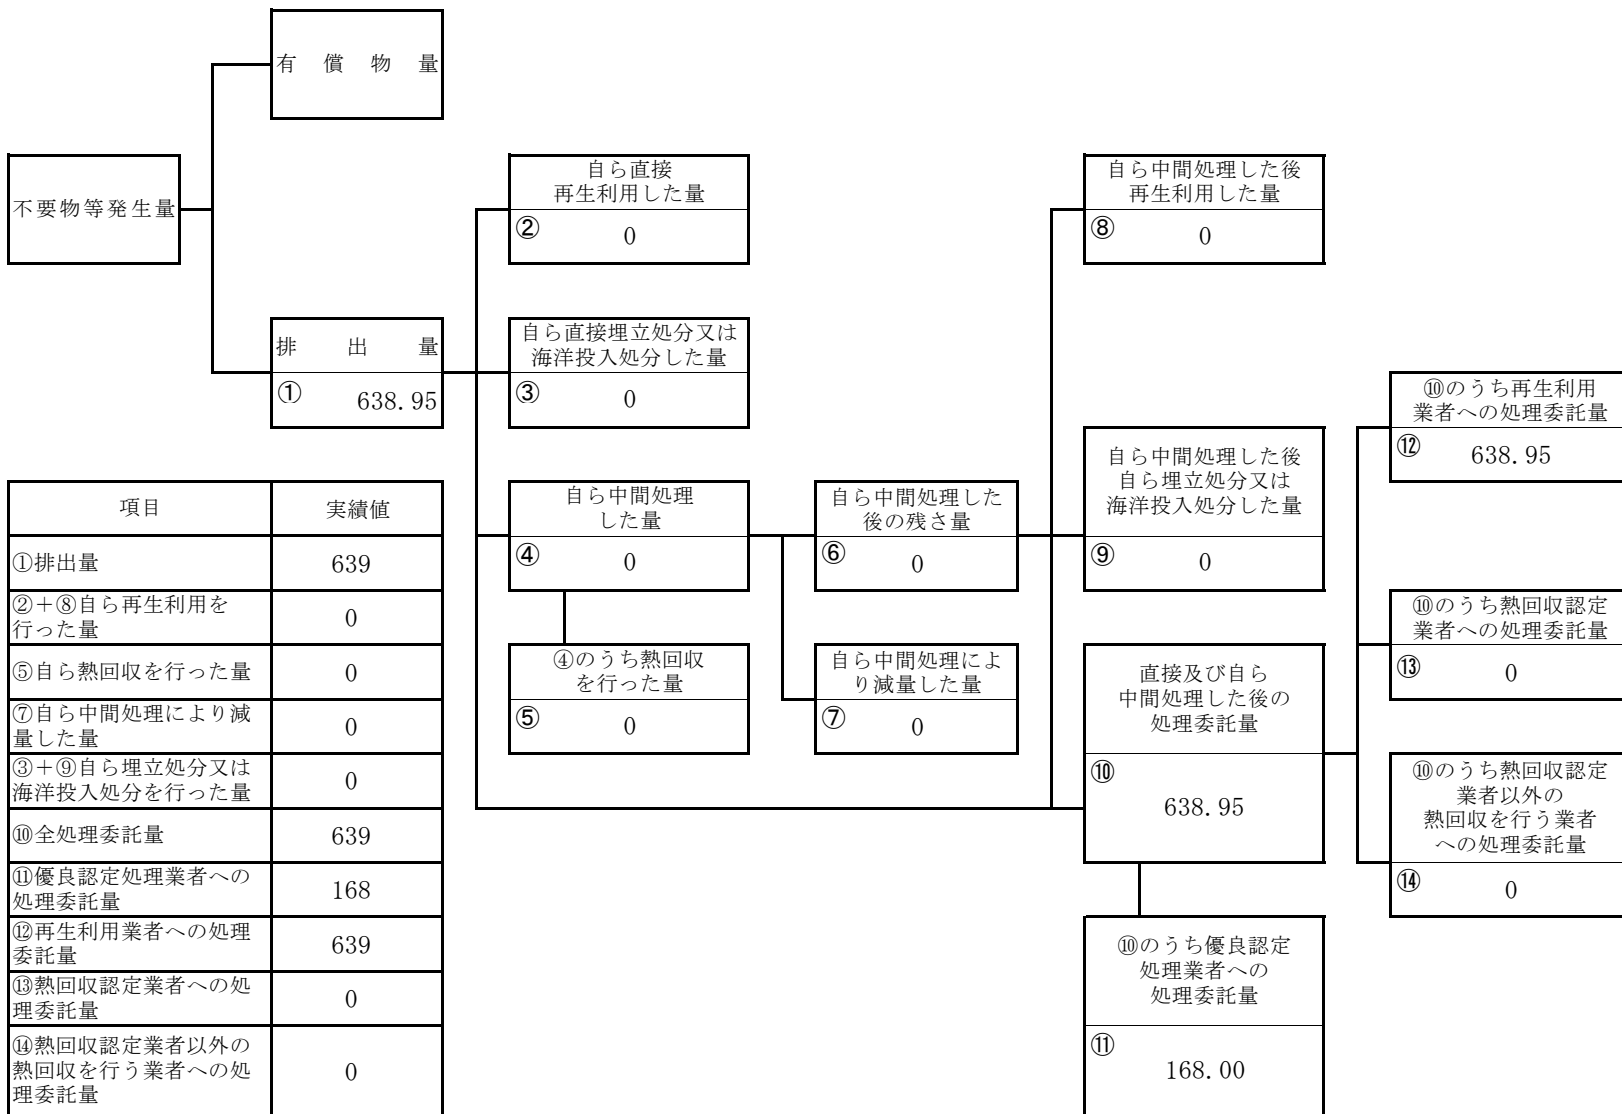 有償物量
不要物等発生量
排出量
① 638.95
自ら直接
再生利用した量
② 0
自ら直接埋立処分又は
海洋投入処分した量
③ 0
自ら中間処理
した量
④ 0
④のうち熱回収
を行った量
⑤ 0
自ら中間処理した
後の残さ量
⑥ 0
自ら中間処理によ
り減量した量
⑦ 0
自ら中間処理した後
再生利用した量
⑧ 0
自ら中間処理した後
自ら埋立処分又は
海洋投入処分した量
⑨ 0
直接及び自ら
中間処理した後の
処理委託量
⑩
638.95
⑩のうち優良認定
処理業者への
処理委託量
⑪
168.00
⑩のうち再生利用
業者への処理委託量
⑫ 638.95
⑩のうち熱回収認定
業者への処理委託量
⑬ 0
⑩のうち熱回収認定
業者以外の
熱回収を行う業者
への処理委託量
⑭ 0
項目 実績値
①排出量 639
②+⑧自ら再生利用を
行った量 0
⑤自ら熱回収を行った量 0
⑦自ら中間処理により減
量した量 0
③+⑨自ら埋立処分又は
海洋投入処分を行った量 0
⑩全処理委託量 639
⑪優良認定処理業者への
処理委託量 168
⑫再生利用業者への処理
委託量 639
⑬熱回収認定業者への処
理委託量 0
⑭熱回収認定業者以外の
熱回収を行う業者への処
理委託量 0